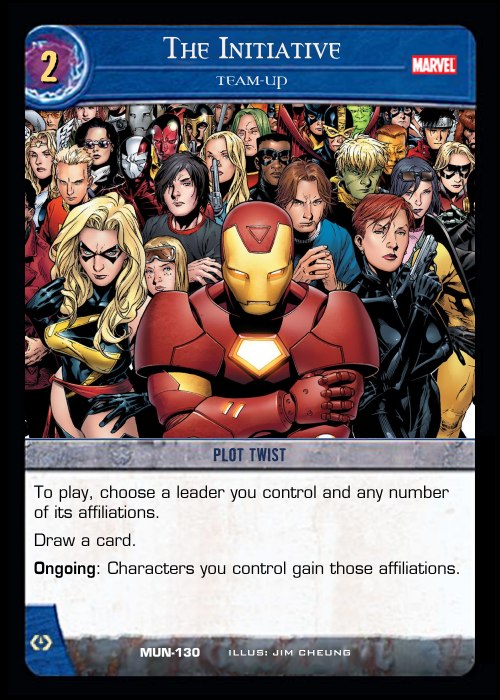 2
The Initiative
TEAM-UP
MARVEL
PLOT TWIST
To play, choose a leader you control and any number
of its affiliations.
Draw a card.
Ongoing: Characters you control gain those affiliations.
MUN-130 ILLUS: JIM CHEUNG